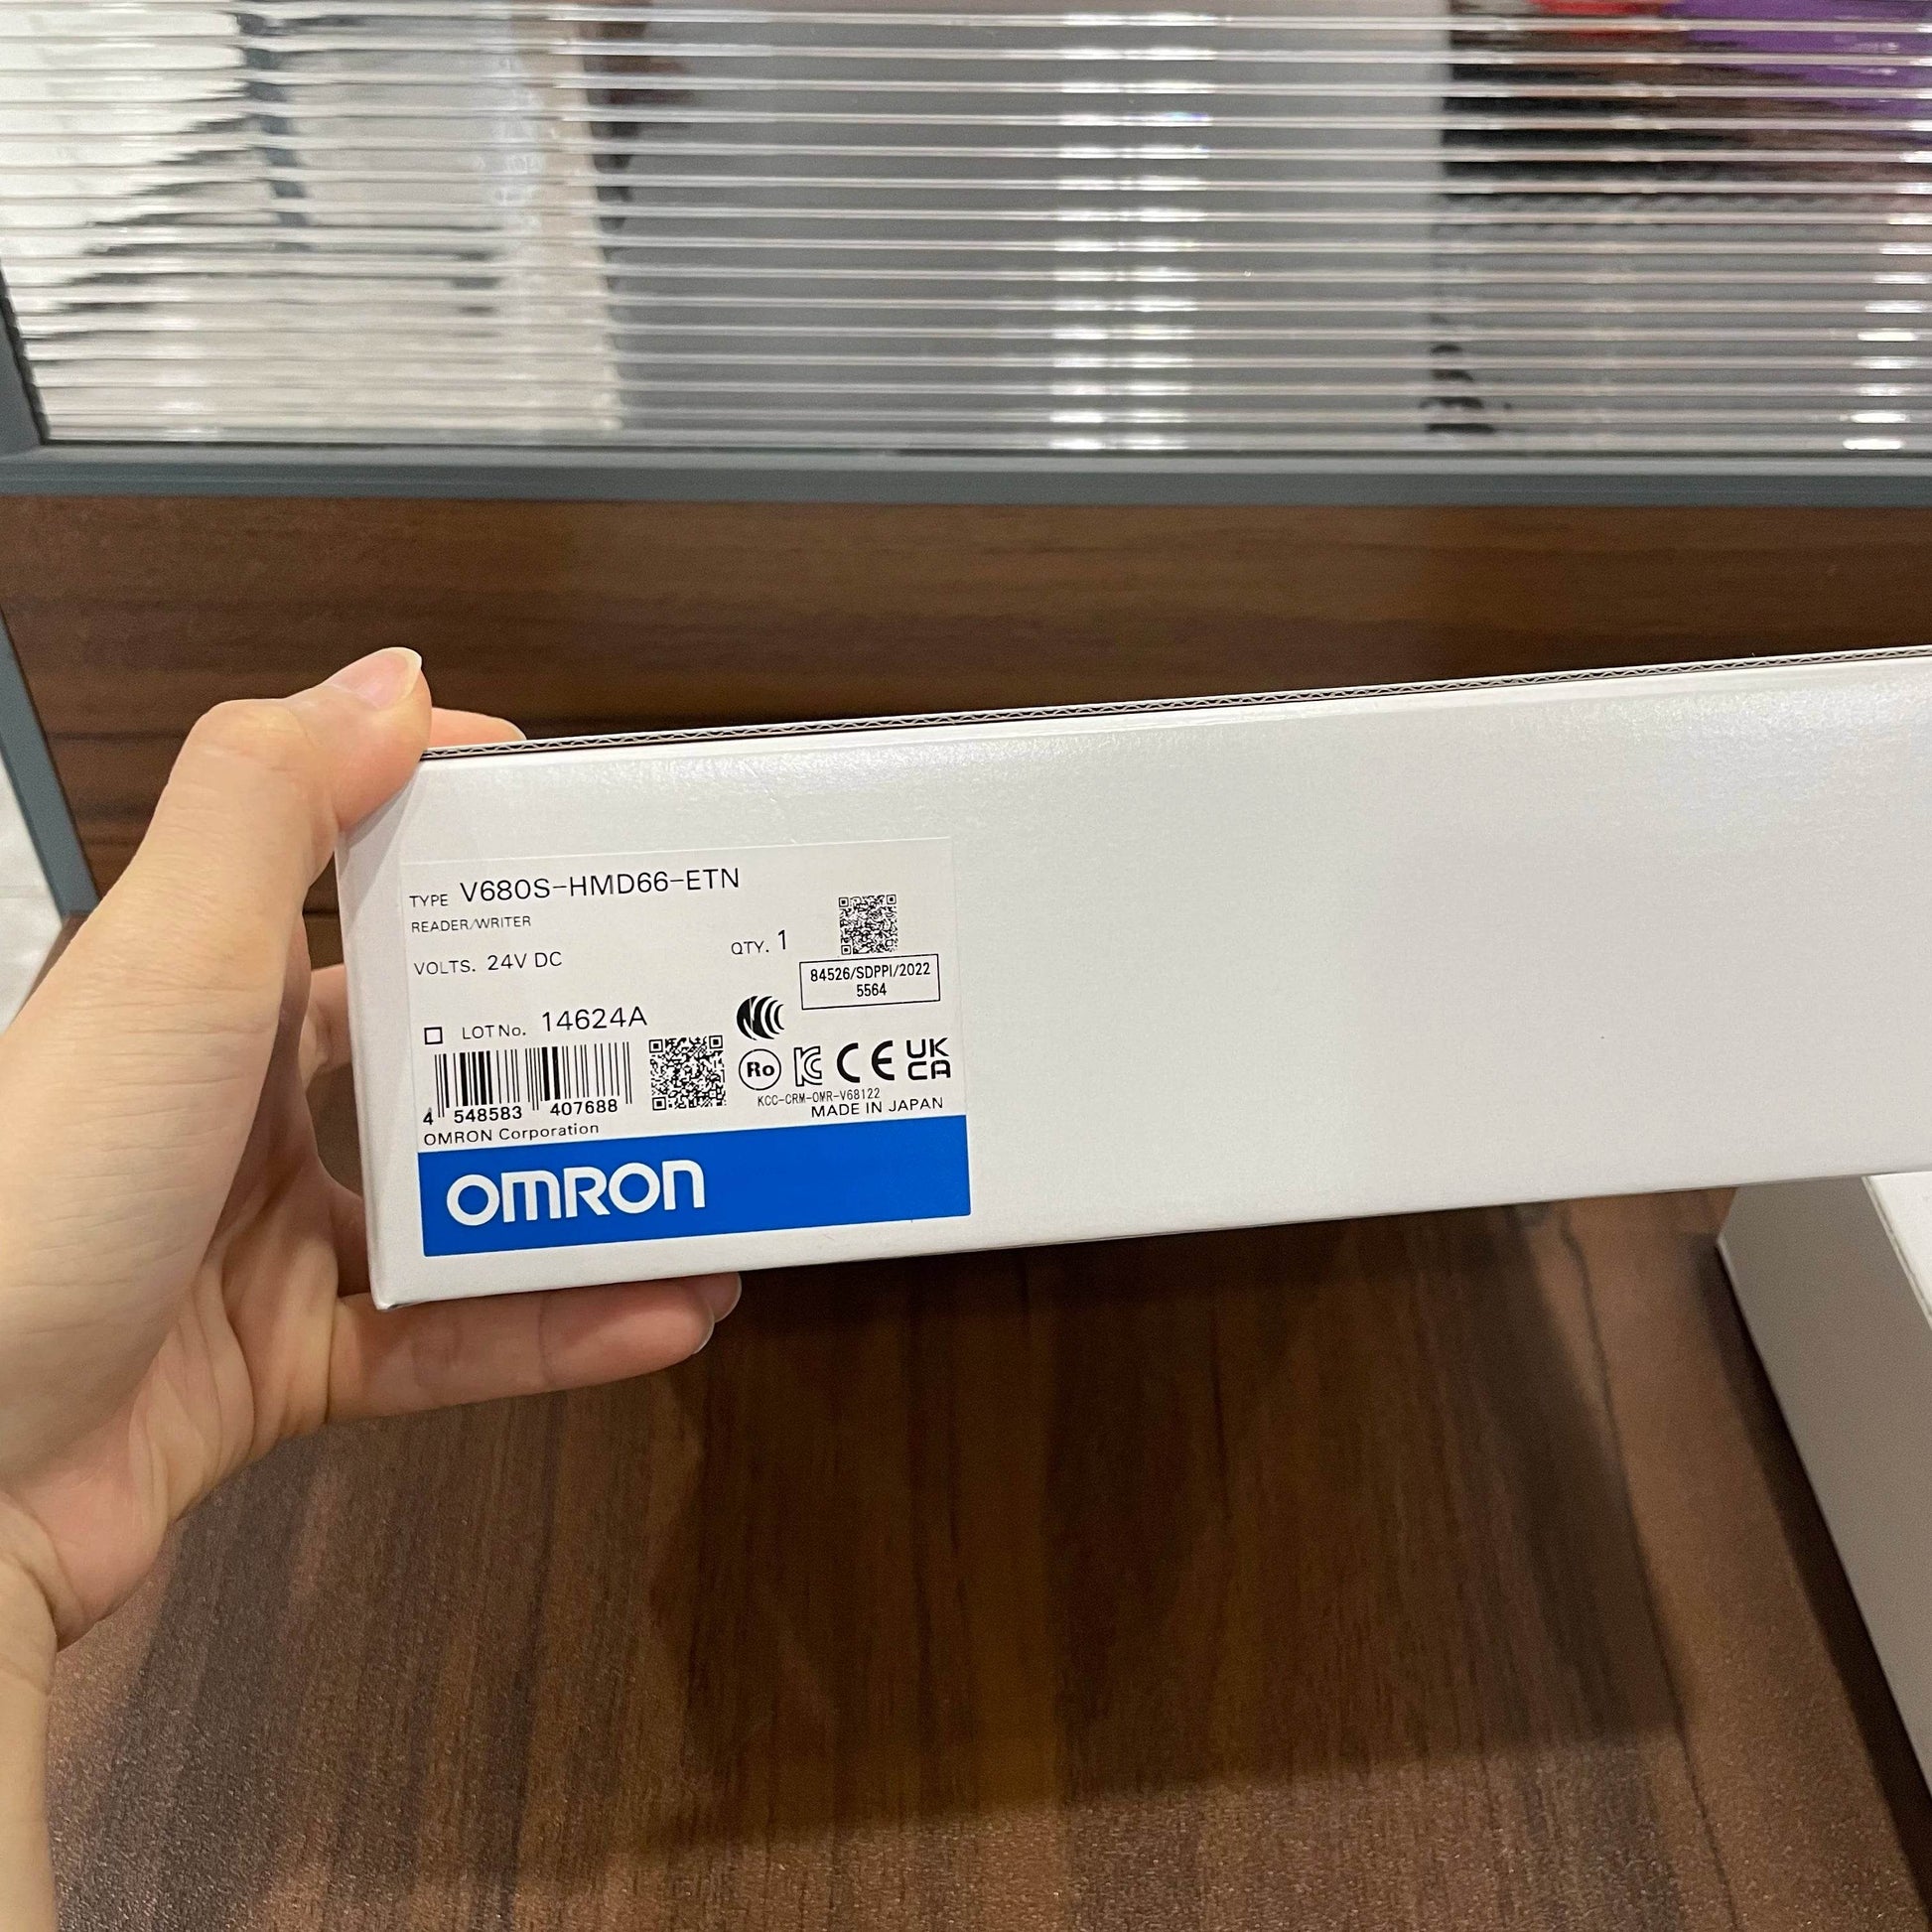 TYPE V680S-HMD66-ETN
READER/WRITER
VOLTS. 24V DC
QTY. 1
84526/SDPPI/2022
5564
LOT No. 14624A
4 548583 407688
Ro
CE
UK
CA
KCC-CRM-OMR-V68122
MADE IN JAPAN
OMRON Corporation
OMRON